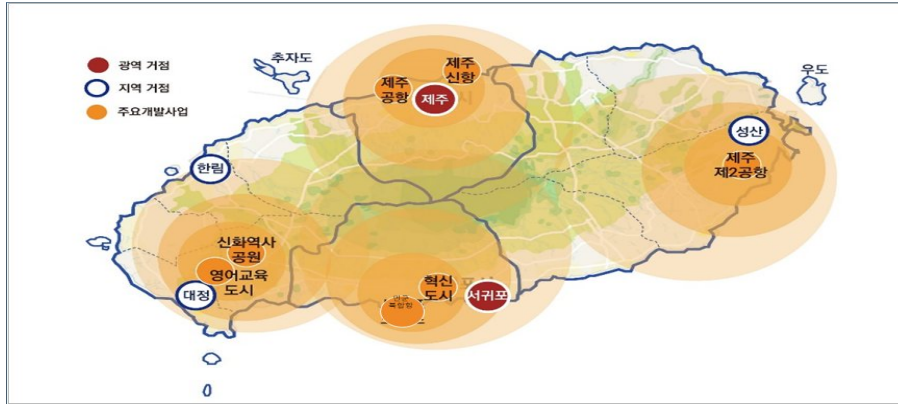 광역 거점
지역 거점
주요개발사업
추자도
우도
제주
공항
제주
신항
제주
성산
제주
제2공항
한림
신화역사
공원
영어교육
도시
대정
혁신
도시
서귀포